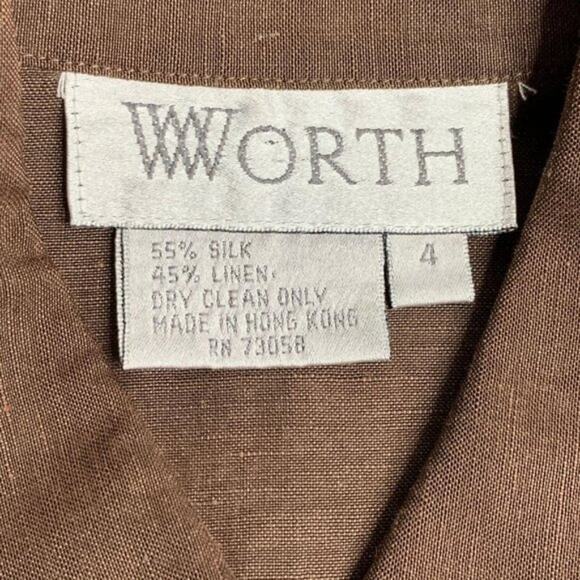 WORTH
55% SILK
45% LINEN
DRY CLEAN ONLY
MADE IN HONG KONG
RN 73058
4